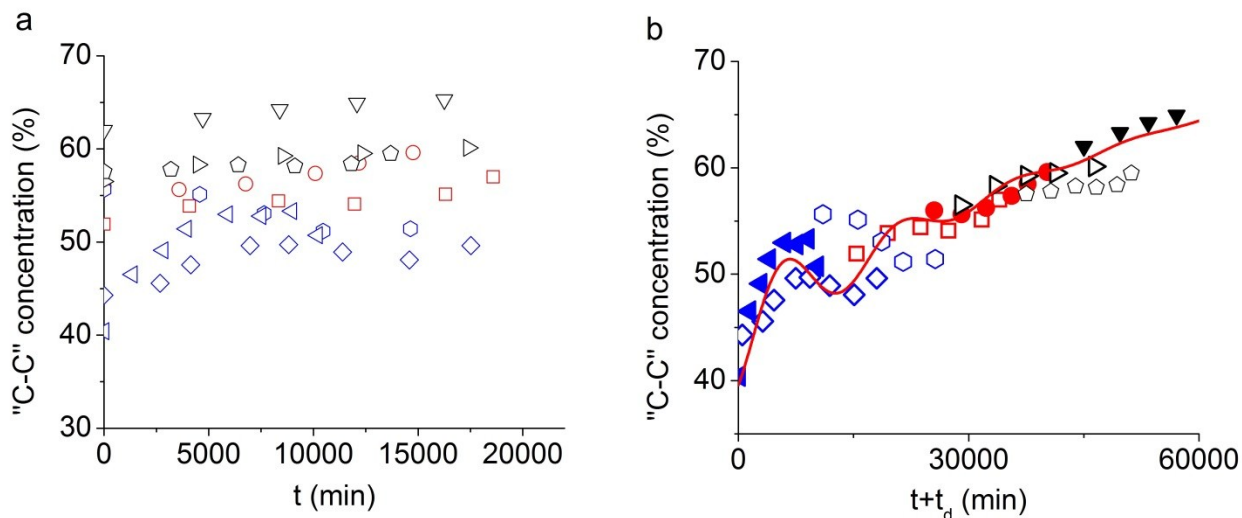 a
70
60
50
40
30
"C-C" concentration (%)
0 5000 10000 15000 20000
t (min)
b
70
60
50
40
"C-C" concentration (%)
0 30000 60000
t+t_d (min)